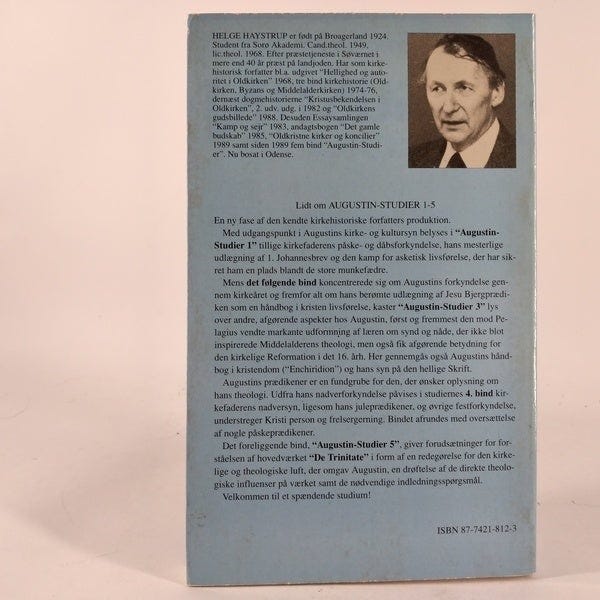 HELGE HAYSTRUP er født på Broagerland 1924.
Student fra Sorø Akademi. Cand.theol. 1949,
lic.theol. 1968. Efter præstetjeneste i Søværnet i
mere end 40 år præst på landjorden. Har som kirke-
historisk forfatter bl.a. udgivet "Hellighed og auto-
ritet i Oldkirken" 1968, tre bind kirkehistorie (Old-
kirken, Byzans og Middelalderkirken) 1974-76,
dernæst dogmehistorierne "Kristusbekendelsen i
Oldkirken", 2. udv. udg. i 1982 og "Oldkirkens
gudsbillede" 1988. Desuden Essaysamlingen
"Kamp og sejr" 1983, andagtsbogen "Det gamle
budskab" 1985, "Oldkristne kirker og koncilier"
1989 samt siden 1989 fem bind "Augustin-Studi-
er". Nu bosat i Odense.
Lidt om AUGUSTIN-STUDIER 1-5
En ny fase af den kendte kirkehistoriske forfatters produktion.
Med udgangspunkt i Augustins kirke- og kultursyn belyses i "Augustin-
Studier 1" tillige kirkefaderens påske- og dåbsforkyndelse, hans mesterlige
udlægning af 1. Johannesbrev og den kamp for asketisk livsførelse, der har sik-
ret ham en plads blandt de store munkefædre.
Mens det følgende bind koncentrerede sig om Augustins forkyndelse gen-
nem kirkeåret og fremfor alt om hans berømte udlægning af Jesu Bjergprædi-
ken som en håndbog i kristen livsførelse, kaster "Augustin-Studier 3" lys
over andre, afgørende aspekter hos Augustin, først og fremmest den mod Pe-
lagius vendte markante udformning af læren om synd og nåde, der ikke blot
inspirerede Middelalderens theologi, men også fik afgørende betydning for
den kirkelige Reformation i det 16. årh. Her gennemgås også Augustins hånd-
bog i kristendom ("Enchiridion") og hans syn på den hellige Skrift.
Augustins prædikener er en fundgrube for den, der ønsker oplysning om
hans theologi. Udfra hans nadverforkyndelse påvises i studiernes 4. bind kir-
kefaderens nadversyn, ligesom hans juleprædikener, og øvrige festforkyndelse,
understreger Kristi person og frelsergerning. Bindet afrundes med oversættelse
af nogle påskeprædikener.
Det foreliggende bind, "Augustin-Studier 5", giver forudsætninger for for-
ståelsen af hovedværket "De Trinitate" i form af en redegørelse for den kirke-
lige og theologiske luft, der omgav Augustin, en drøftelse af de direkte theolo-
giske influenser på værket samt de nødvendige indledningsspørgsmål.
Velkommen til et spændende studium!
ISBN 87-7421-812-3